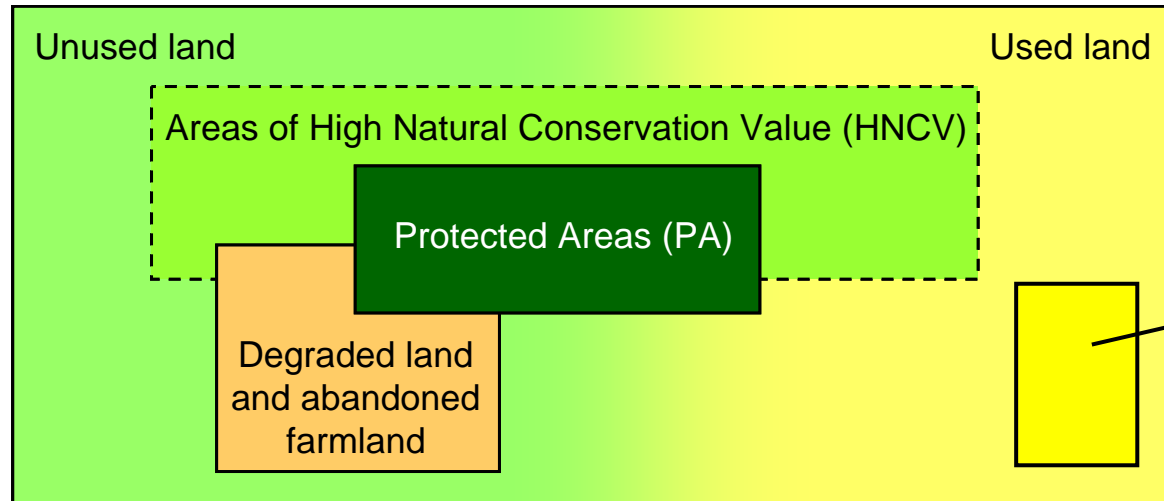 Unused land
Used land
Areas of High Natural Conservation Value (HNCV)
Protected Areas (PA)
Degraded land
and abandoned
farmland